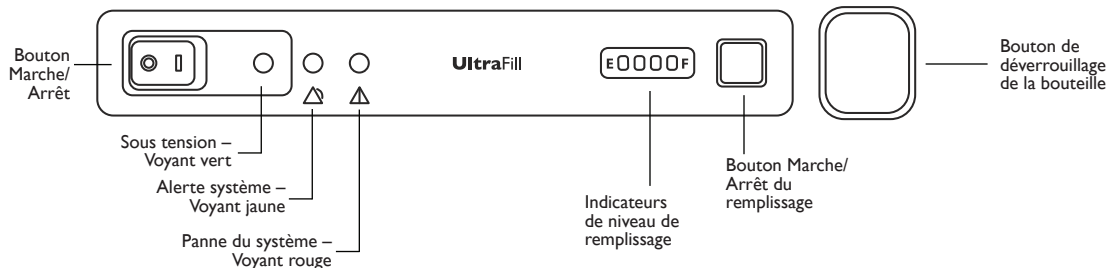 Bouton
Marche/
Arrêt
UltraFill
E
F
Bouton de
déverrouillage
de la bouteille
Sous tension –
Voyant vert
Alerte système –
Voyant jaune
Panne du système –
Voyant rouge
Indicateurs
de niveau de
remplissage
Bouton Marche/
Arrêt du
remplissage